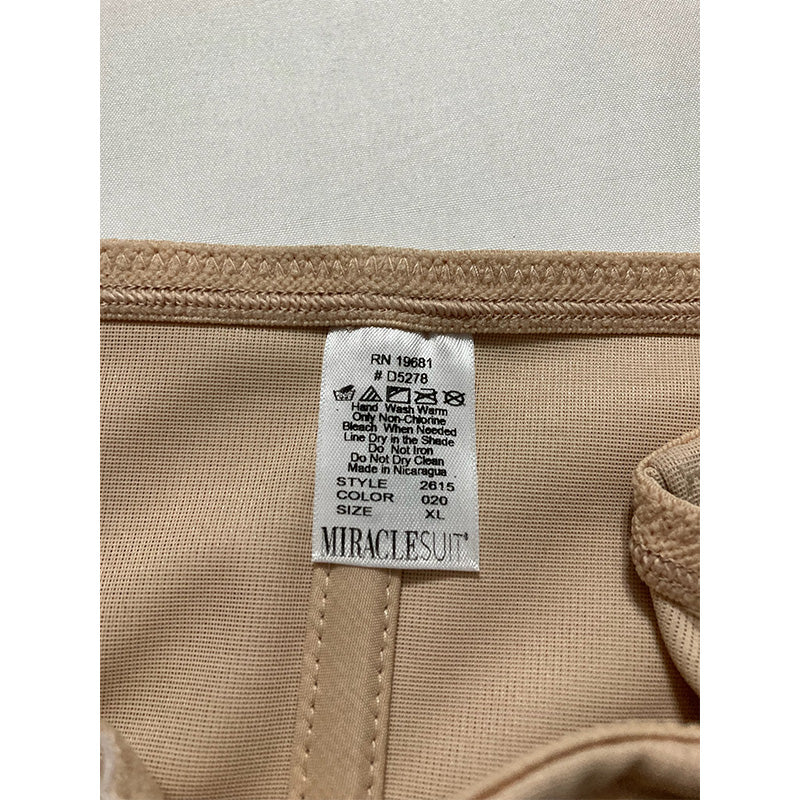 RN 19681
# D5278
Hand Wash Warm
Only Non-Chlorine
Bleach When Needed
Line Dry in the Shade
Do Not Iron
Do Not Dry Clean
Made in Nicaragua
STYLE 2615
COLOR 020
SIZE XL
MIRACLESUIT®